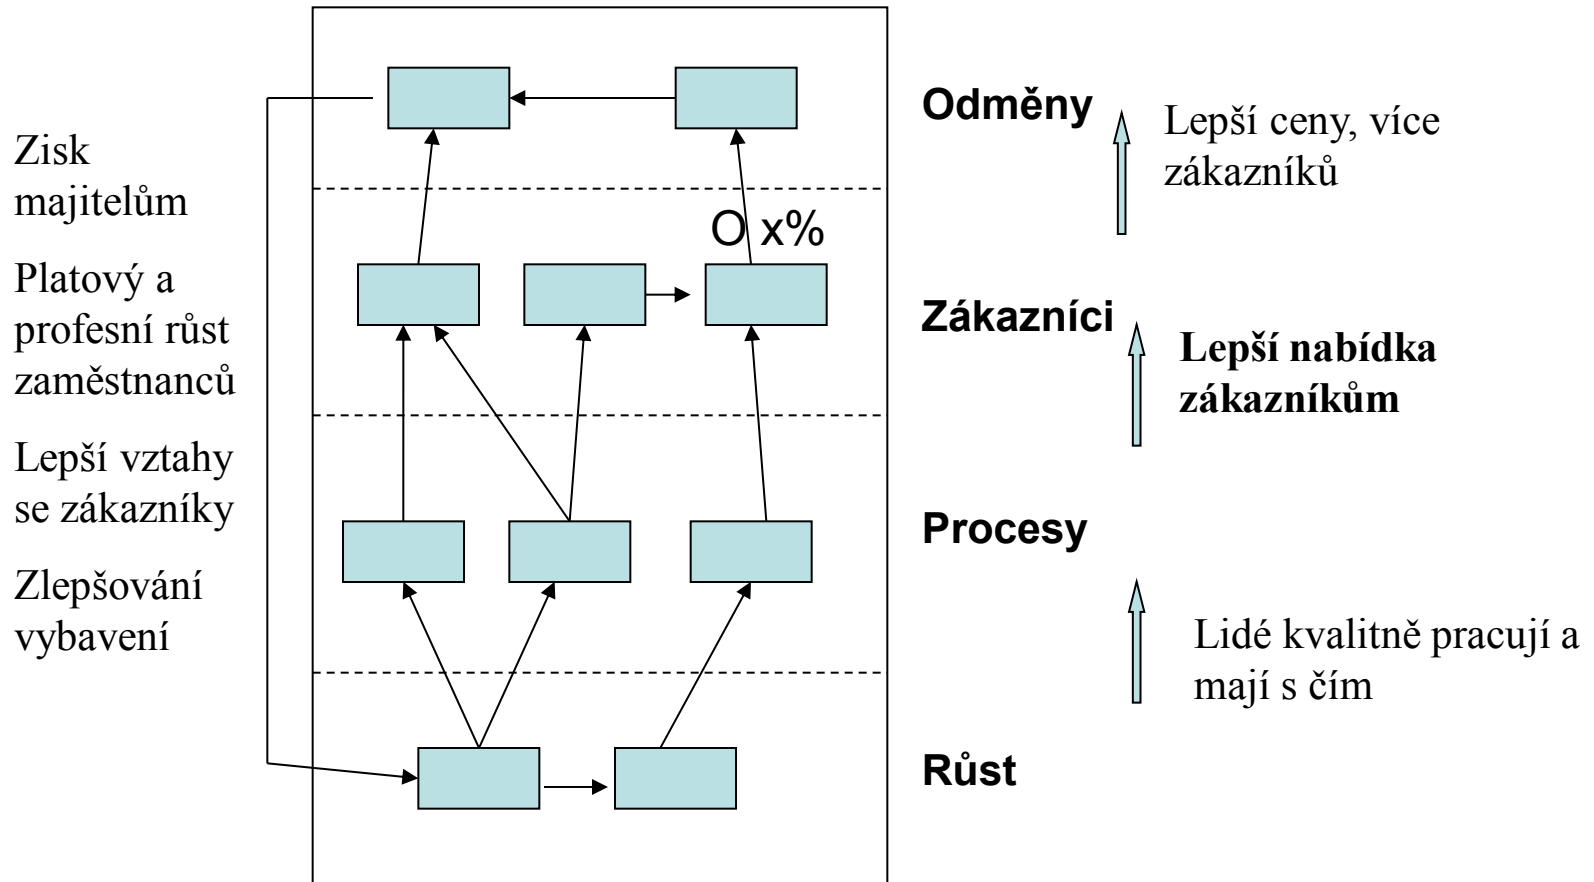 Zisk
majitelům
Platový a
profesní růst
zaměstnanců
Lepší vztahy
se zákazníky
Zlepšování
vybavení
O x%
Odměny
Lepší ceny, více
zákazníků
Zákazníci
Lepší nabídka
zákazníkům
Procesy
Lidé kvalitně pracují a
mají s čím
Růst